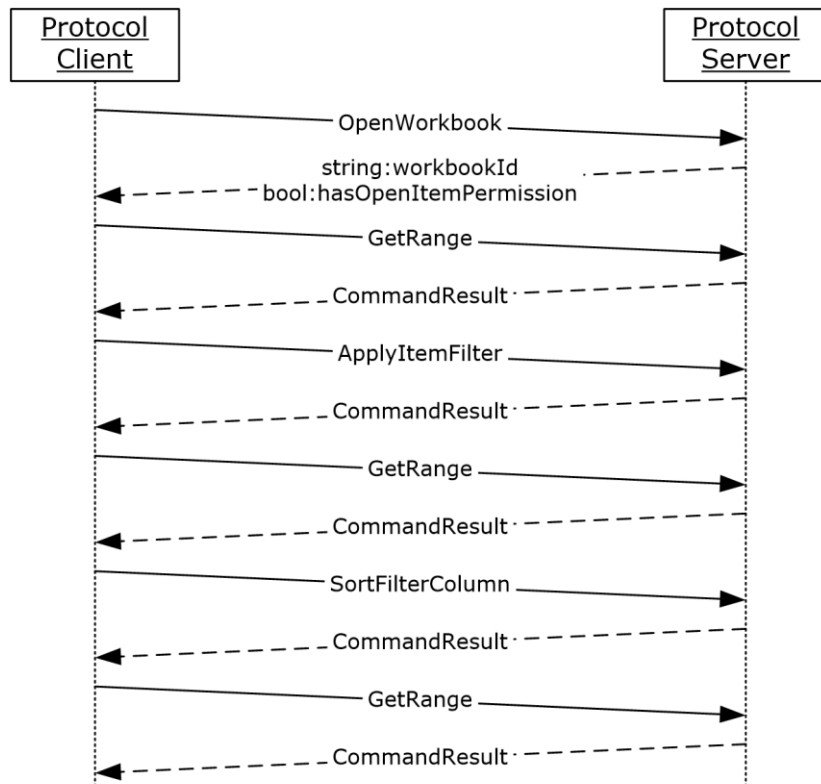 Protocol
Client
Protocol
Server
OpenWorkbook
string:workbookId
bool:hasOpenItemPermission
GetRange
CommandResult
ApplyItemFilter
CommandResult
GetRange
CommandResult
SortFilterColumn
CommandResult
GetRange
CommandResult